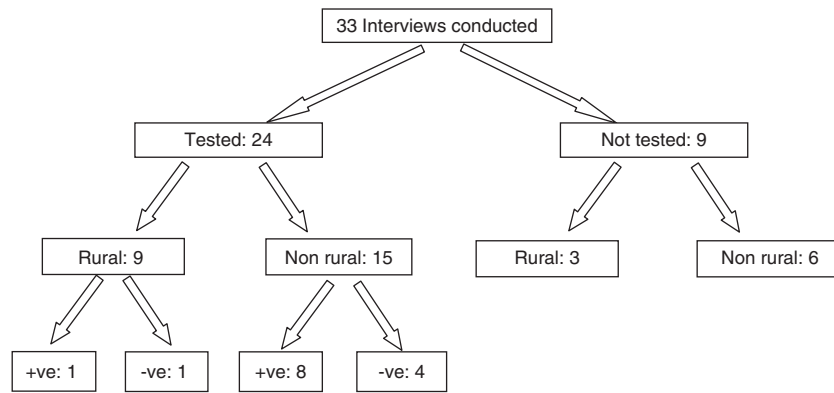 33 Interviews conducted
Tested: 24
Not tested: 9
Rural: 9
Non rural: 15
Rural: 3
Non rural: 6
+ve: 1
-ve: 1
+ve: 8
-ve: 4